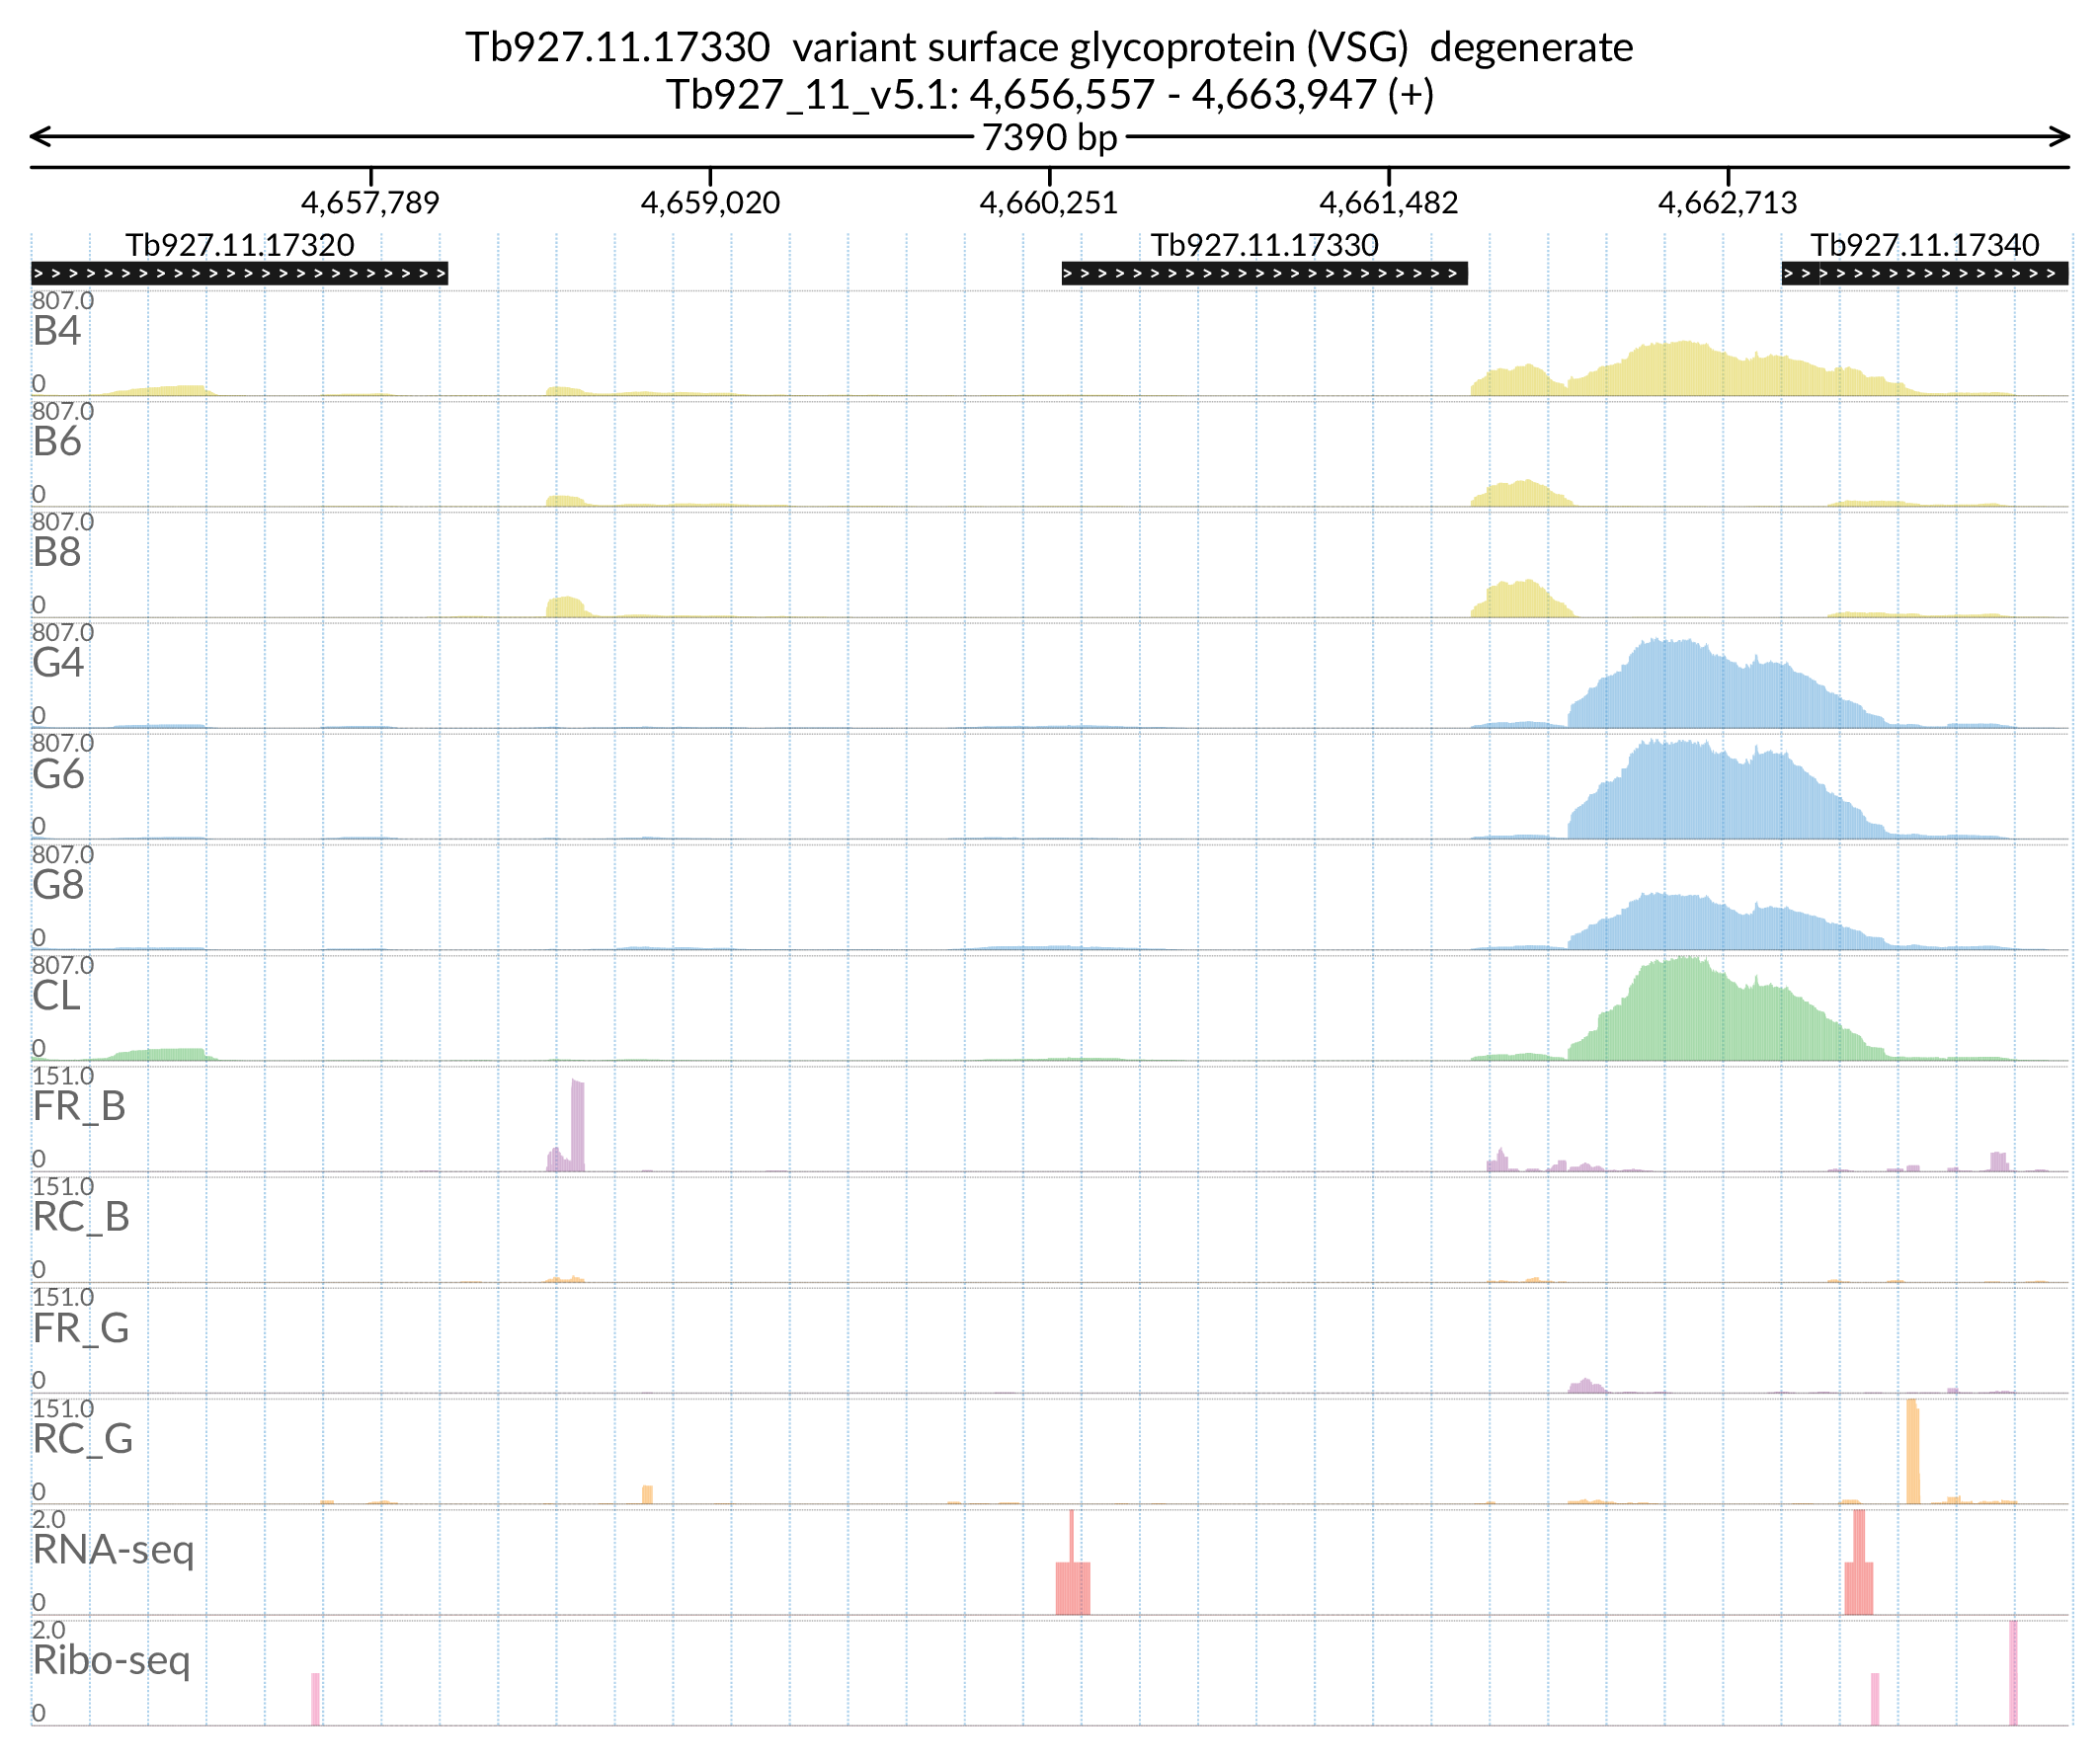 Tb927.11.17330  variant surface glycoprotein (VSG)  degenerate
Tb927_11_v5.1: 4,656,557 - 4,663,947 (+)
7390 bp
4,657,789 4,659,020 4,660,251 4,661,482 4,662,713
Tb927.11.17320 Tb927.11.17330 Tb927.11.17340
807.0
B4
0
807.0
B6
0
807.0
B8
0
807.0
G4
0
807.0
G6
0
807.0
G8
0
807.0
CL
0
151.0
FR_B
0
151.0
RC_B
0
151.0
FR_G
0
151.0
RC_G
0
2.0
RNA-seq
0
2.0
Ribo-seq
0